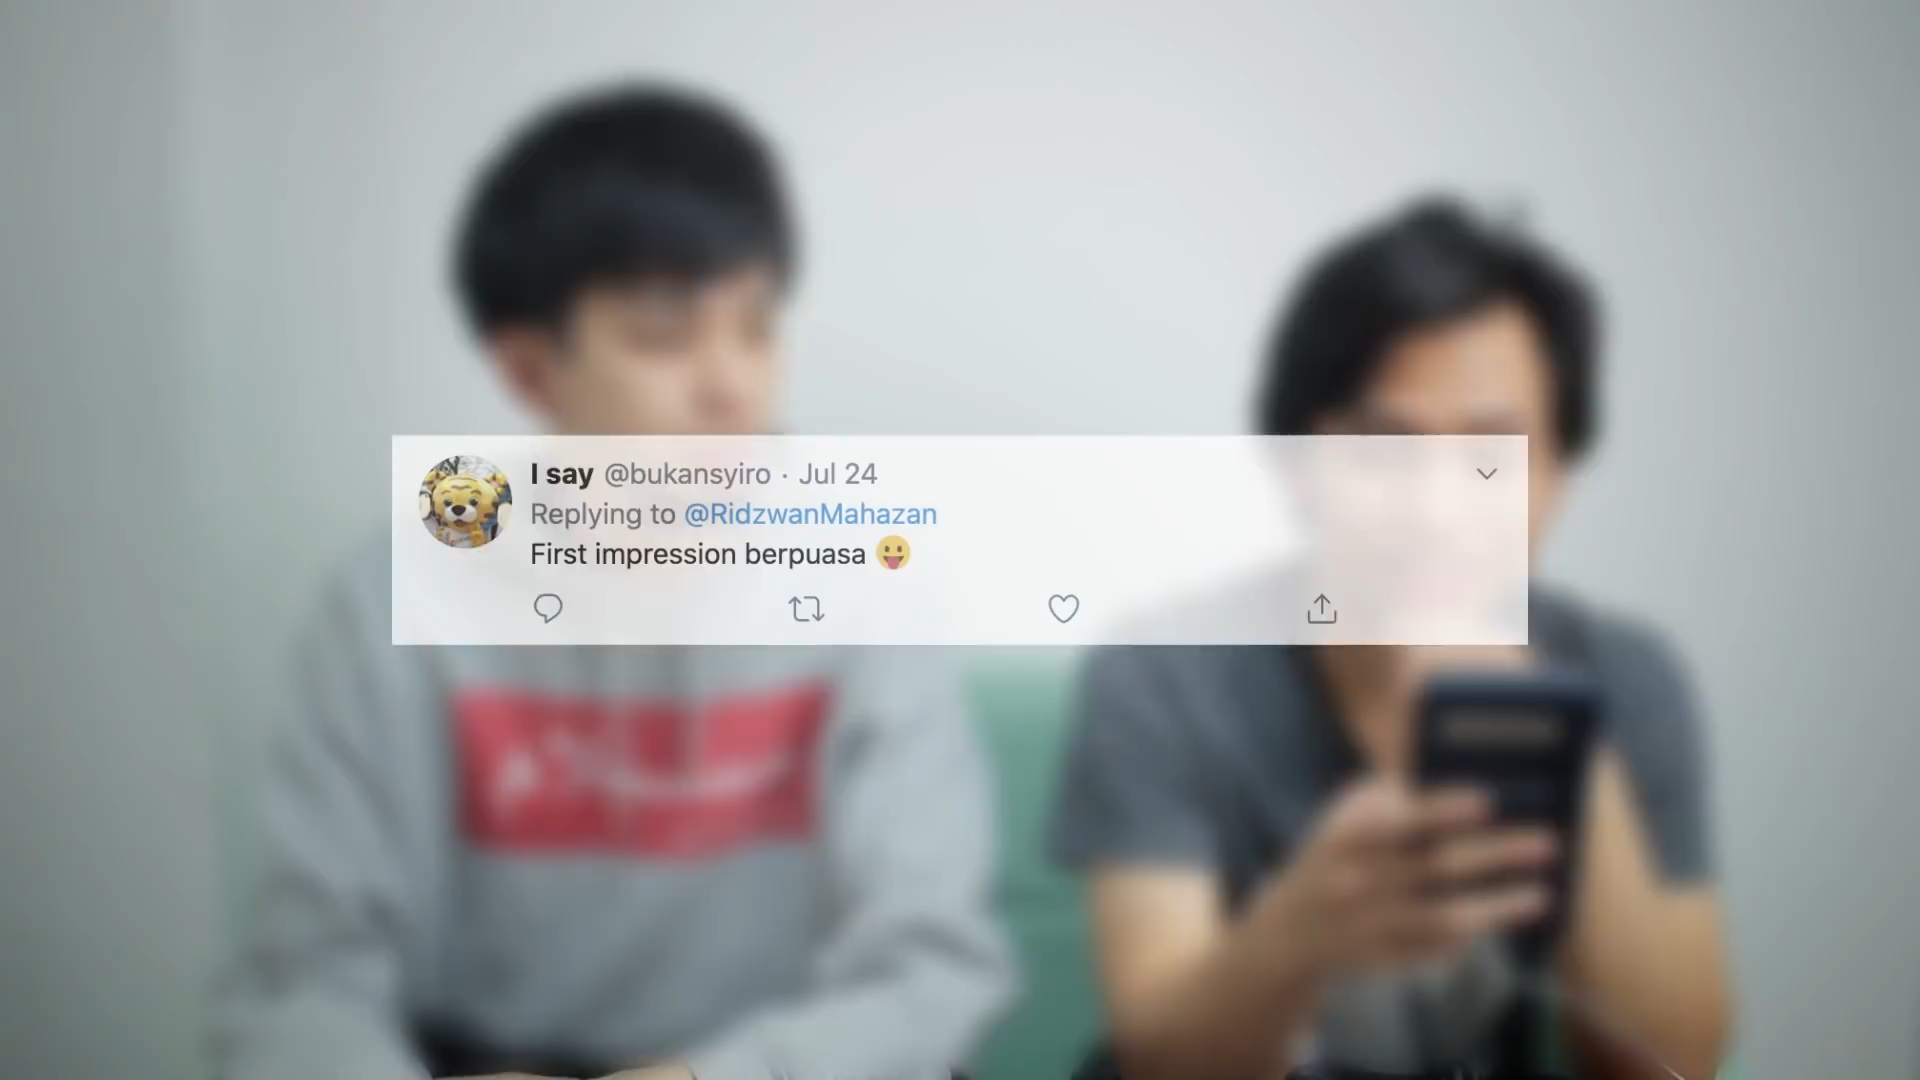 I say @bukansyiro · Jul 24
Replying to @RidzwanMahazan
First impression berpuasa 😛